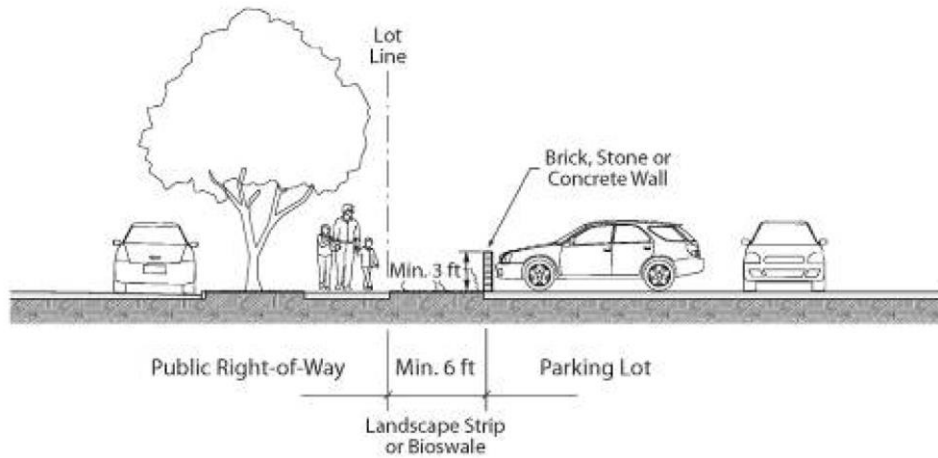 Lot
Line
Brick, Stone or
Concrete Wall
Min. 3 ft
Public Right-of-Way
Min. 6 ft
Parking Lot
Landscape Strip
or Bioswale